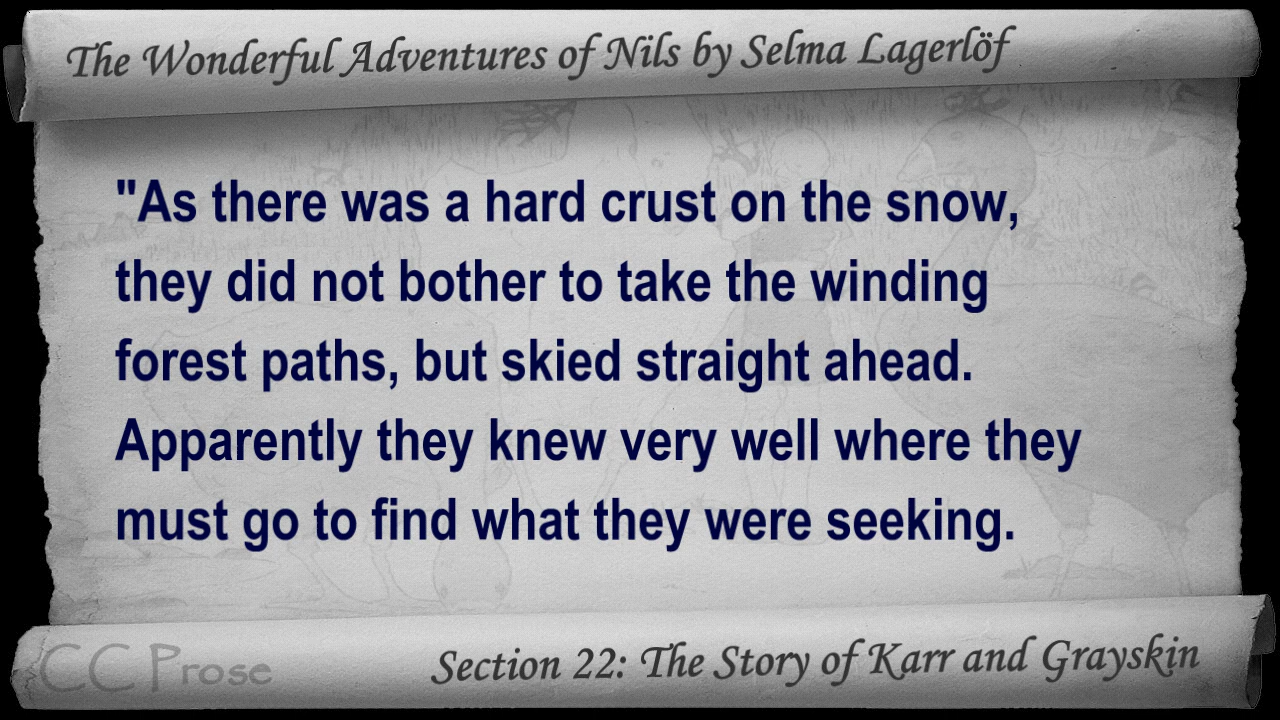 The Wonderful Adventures of Nils by Selma Lagerlöf
"As there was a hard crust on the snow,
they did not bother to take the winding
forest paths, but skied straight ahead.
Apparently they knew very well where they
must go to find what they were seeking.
CC Prose
Section 22: The Story of Karr and Grayskin